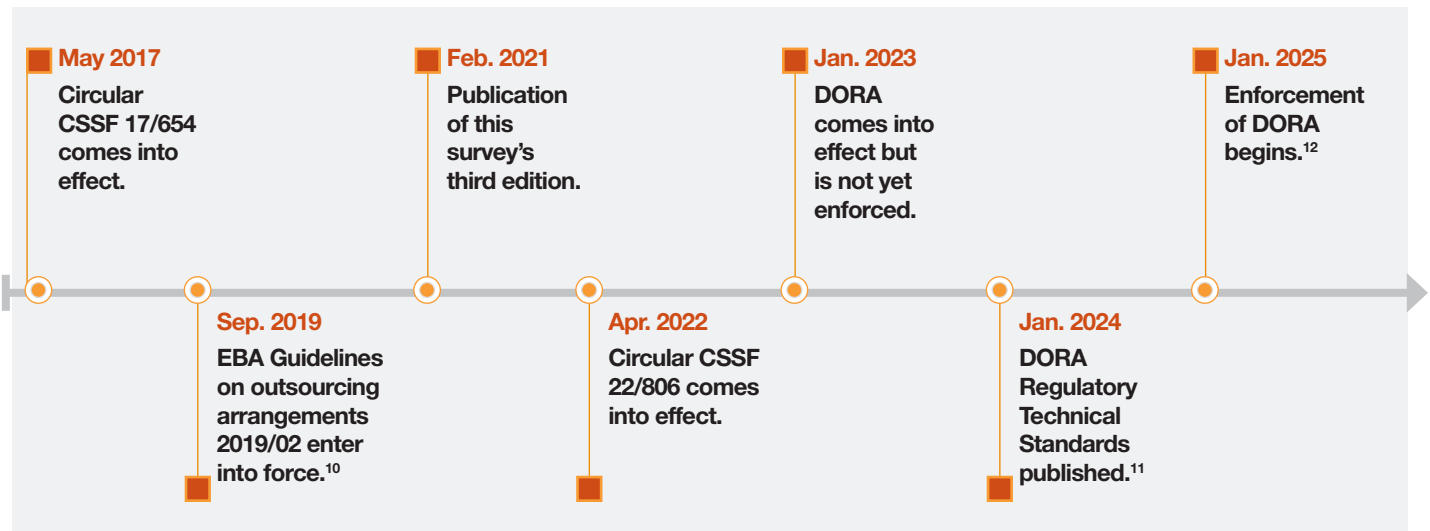 May 2017
Circular
CSSF 17/654
comes into
effect.
Sep. 2019
EBA Guidelines
on outsourcing
arrangements
2019/02 enter
into force.10
Feb. 2021
Publication
of this
survey’s
third edition.
Apr. 2022
Circular CSSF
22/806 comes
into effect.
Jan. 2023
DORA
comes into
effect but
is not yet
enforced.
Jan. 2024
DORA
Regulatory
Technical
Standards
published.11
Jan. 2025
Enforcement
of DORA
begins.12